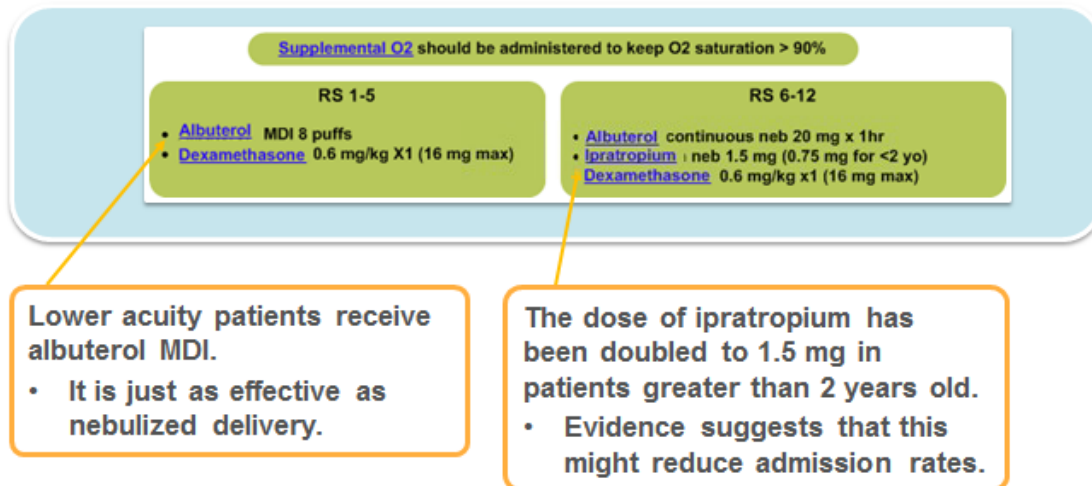 Supplemental O2 should be administered to keep O2 saturation > 90%
RS 1-5
• Albuterol MDI 8 puffs
• Dexamethasone 0.6 mg/kg X1 (16 mg max)
RS 6-12
• Albuterol continuous neb 20 mg x 1hr
• Ipratropium neb 1.5 mg (0.75 mg for <2 yo)
Dexamethasone 0.6 mg/kg x1 (16 mg max)
Lower acuity patients receive
albuterol MDI.
• It is just as effective as
nebulized delivery.
The dose of ipratropium has
been doubled to 1.5 mg in
patients greater than 2 years old.
• Evidence suggests that this
might reduce admission rates.